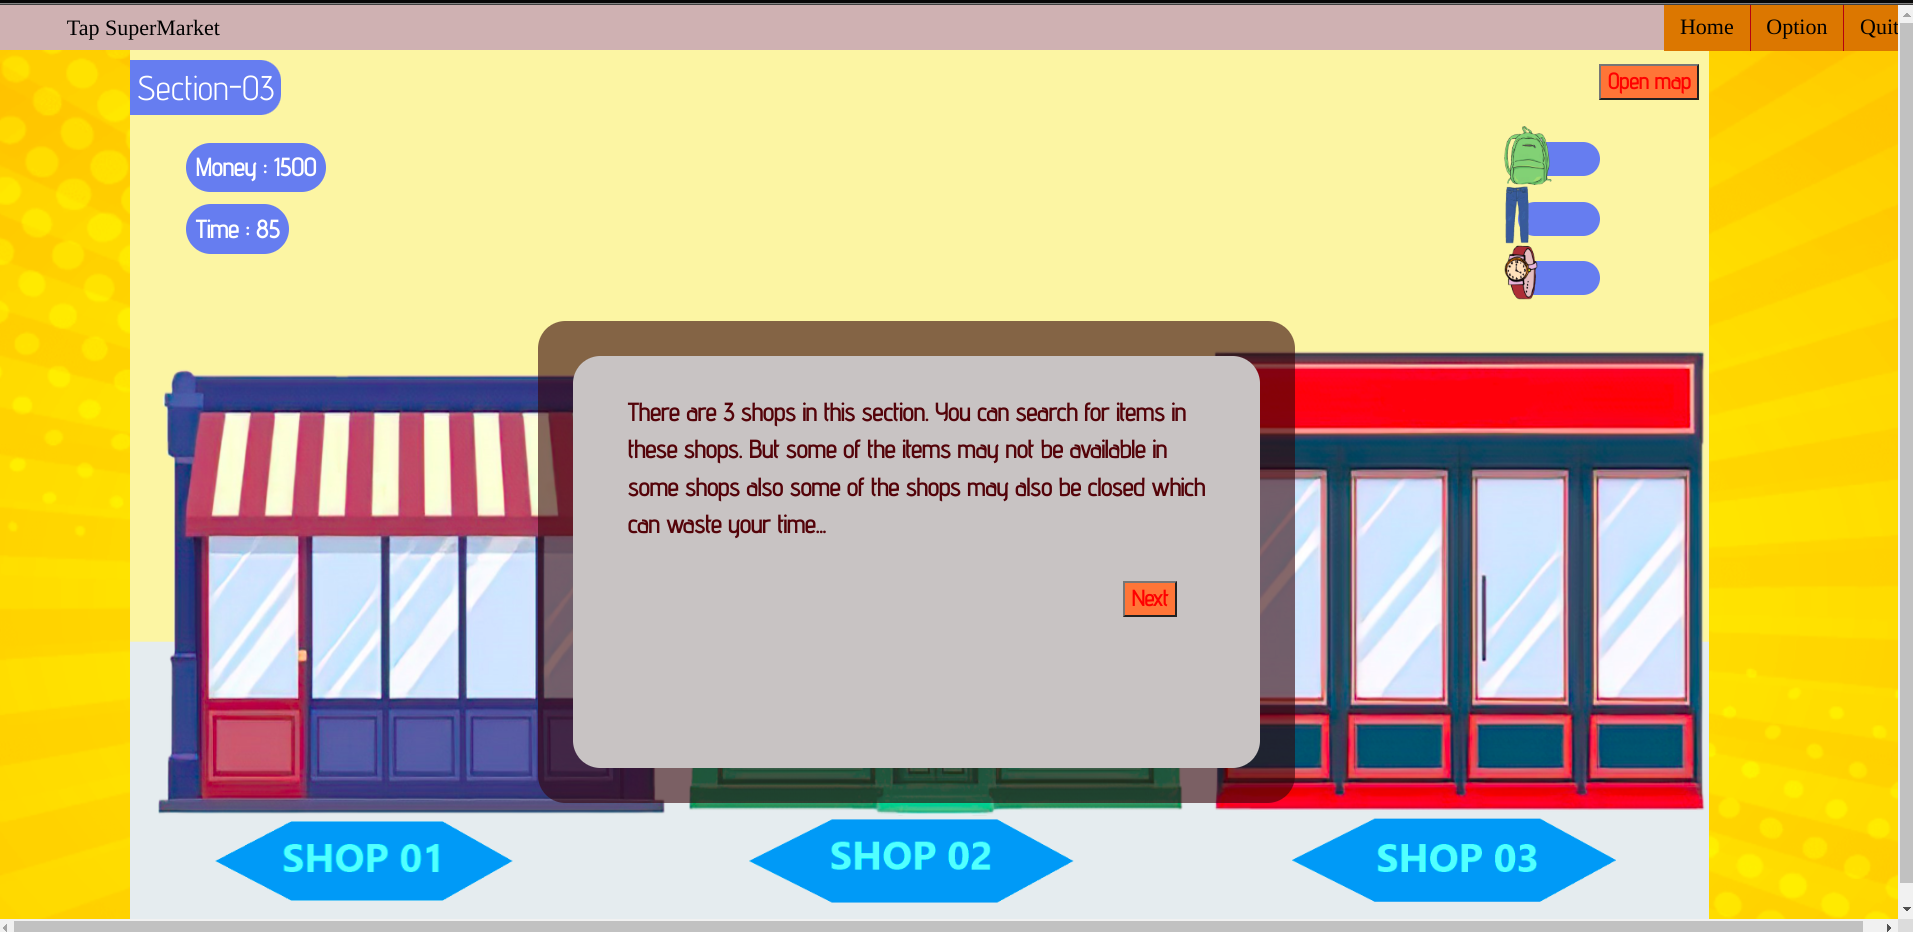 Tap SuperMarket
Home Option Quit
Section-03
Open map
Money : 1500
Time : 85
There are 3 shops in this section. You can search for items in
these shops. But some of the items may not be available in
some shops also some of the shops may also be closed which
can waste your time...
Next
SHOP 01
SHOP 02
SHOP 03